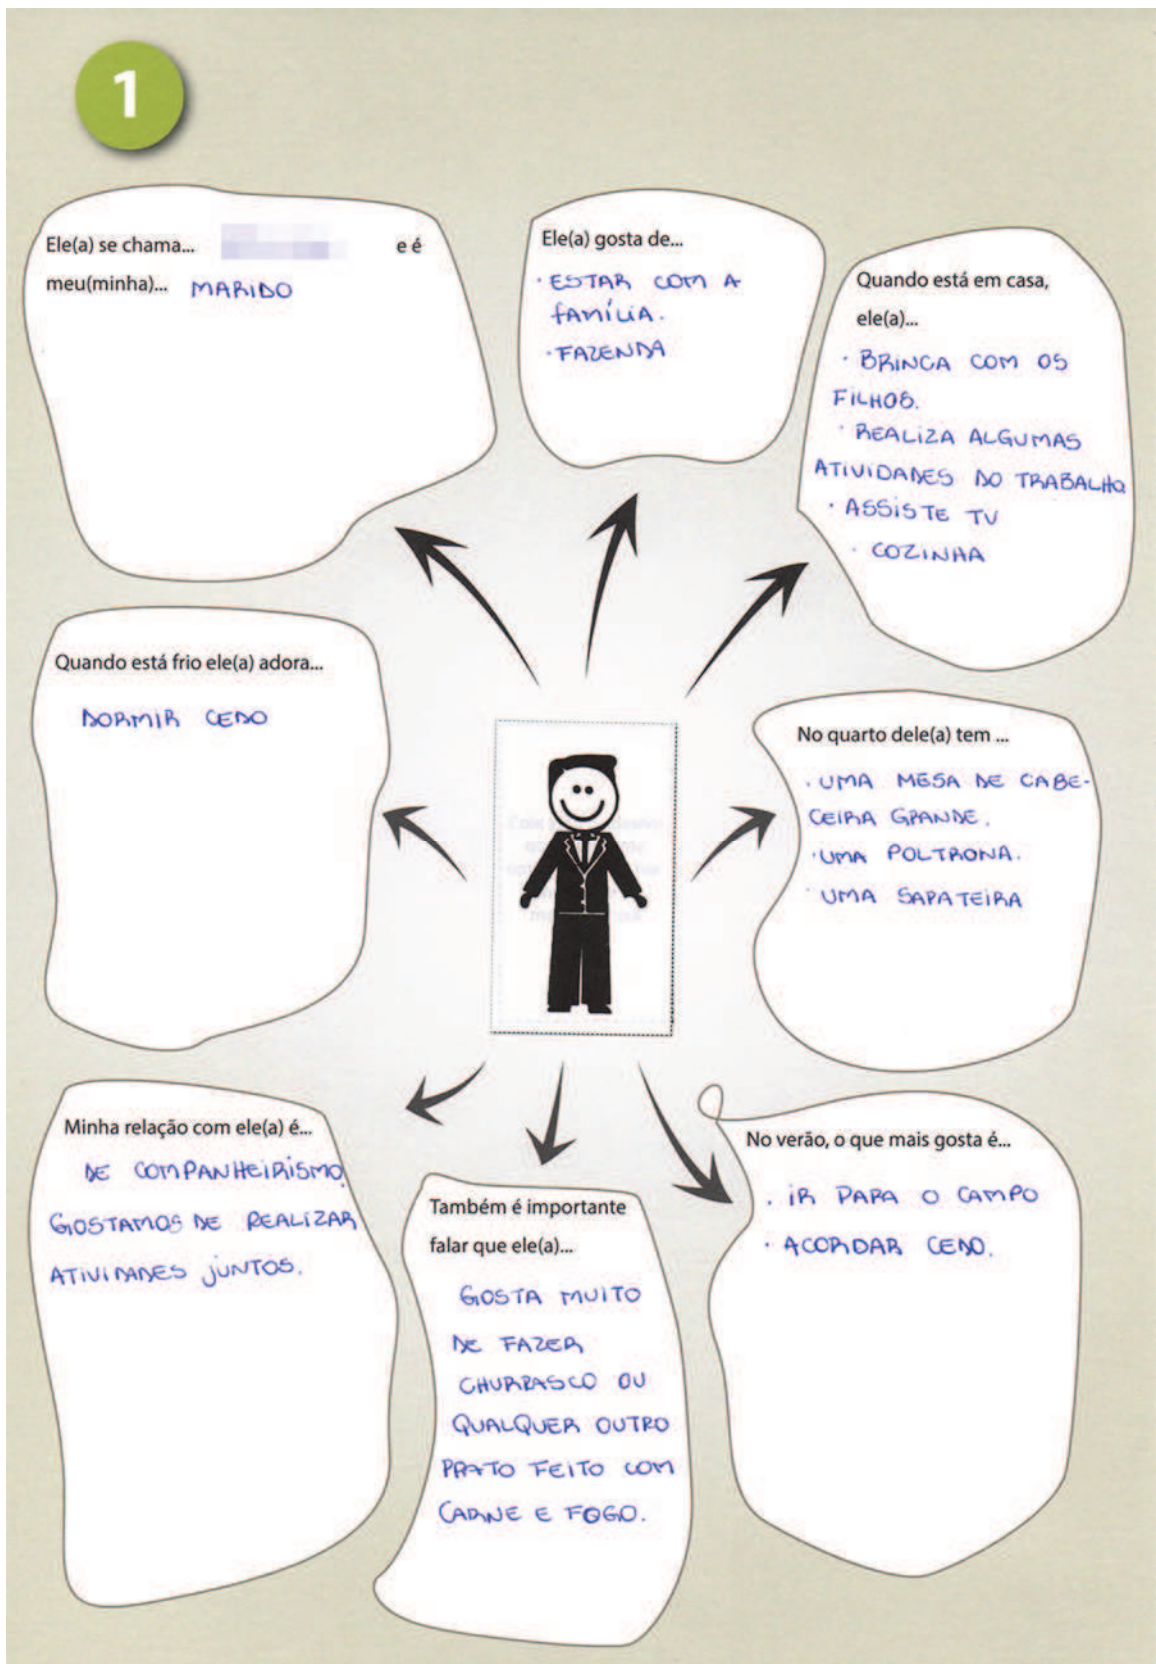 1
Ele(a) se chama... e é
meu(minha)... MARIDO
Ele(a) gosta de...
· ESTAR COM A
FAMÍLIA.
· FAZENDA
Quando está em casa,
ele(a)...
· BRINCA COM OS
FILHOS.
· REALIZA ALGUMAS
ATIVIDADES DO TRABALHO
· ASSISTE TV
· COZINHA
Quando está frio ele(a) adora...
DORMIR CEDO
No quarto dele(a) tem ...
· UMA MESA DE CABE-
CEIRA GRANDE.
· UMA POLTRONA.
· UMA SAPATEIRA
Minha relação com ele(a) é...
DE COMPANHEIRISMO.
GOSTAMOS DE REALIZAR
ATIVIDADES JUNTOS.
Também é importante
falar que ele(a)...
GOSTA MUITO
DE FAZER
CHURRASCO OU
QUALQUER OUTRO
PRATO FEITO COM
CARNE E FOGO.
No verão, o que mais gosta é...
· IR PARA O CAMPO
· ACORDAR CEDO.